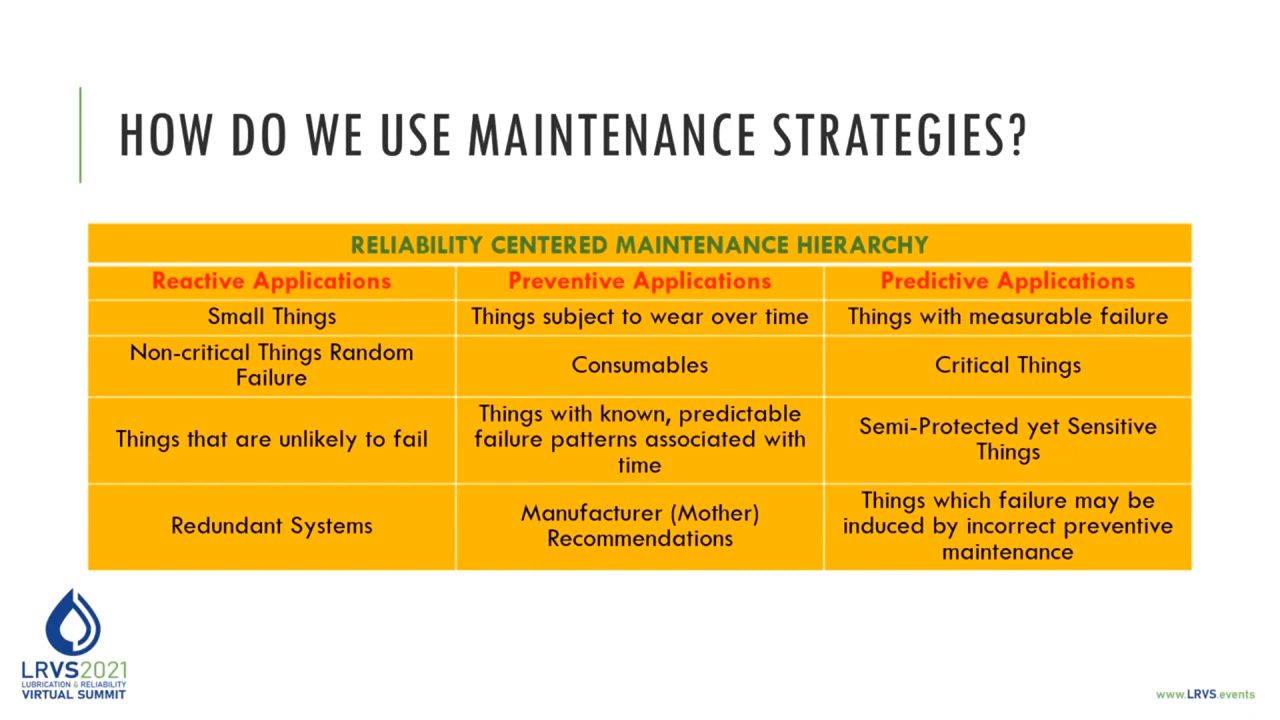 HOW DO WE USE MAINTENANCE STRATEGIES?
RELIABILITY CENTERED MAINTENANCE HIERARCHY
Reactive Applications
Preventive Applications
Predictive Applications
Small Things
Things subject to wear over time
Things with measurable failure
Non-critical Things Random
Failure
Consumables
Critical Things
Things that are unlikely to fail
Things with known, predictable
failure patterns associated with
time
Semi-Protected yet Sensitive
Things
Redundant Systems
Manufacturer (Mother)
Recommendations
Things which failure may be
induced by incorrect preventive
maintenance
LRVS2021
LUBRICATION & RELIABILITY
VIRTUAL SUMMIT
www.LRVS.events